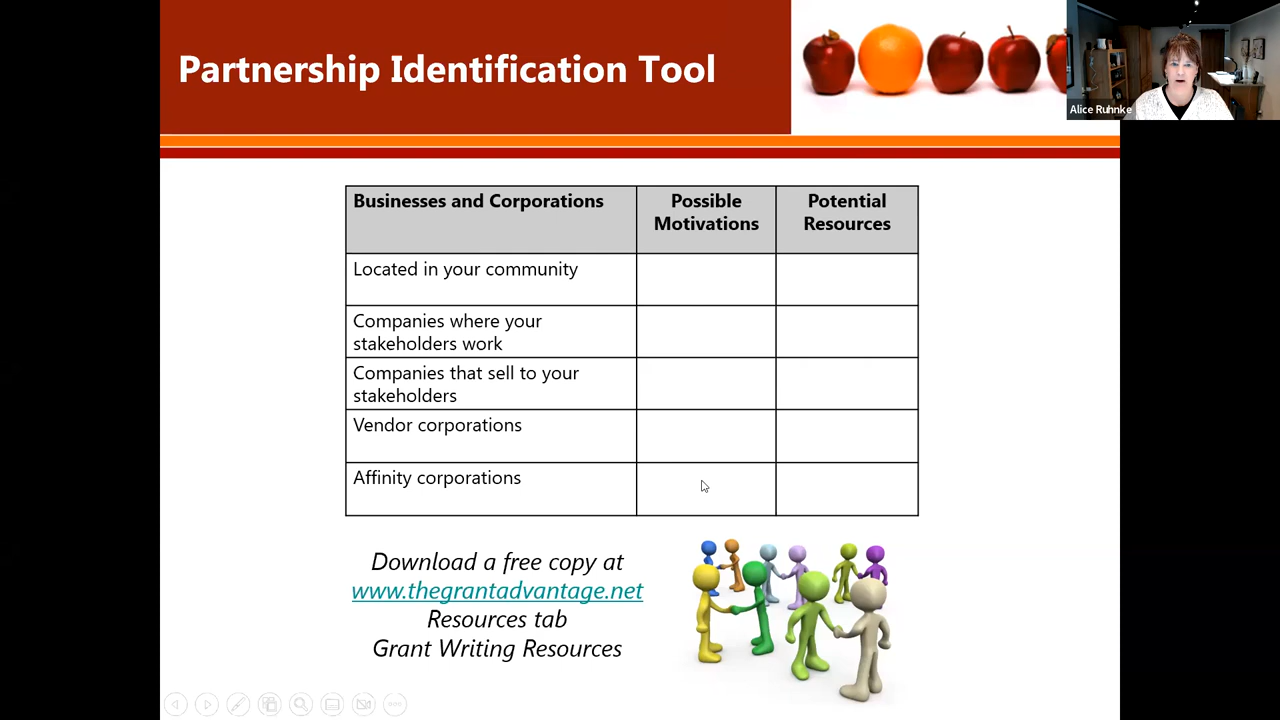 Partnership Identification Tool
Alice Ruhnke
Businesses and Corporations
Possible
Motivations
Potential
Resources
Located in your community
Companies where your
stakeholders work
Companies that sell to your
stakeholders
Vendor corporations
Affinity corporations
Download a free copy at
www.thegrantadvantage.net
Resources tab
Grant Writing Resources